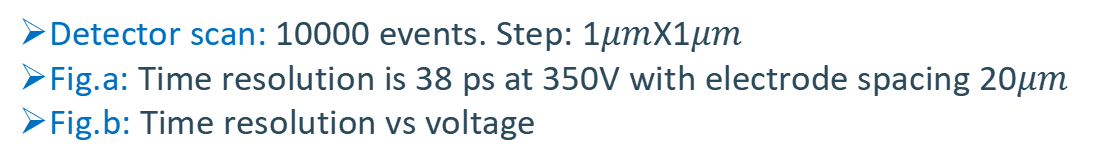 ➢Detector scan: 10000 events. Step: 1𝜇𝑚X1𝜇𝑚
➢Fig.a: Time resolution is 38 ps at 350V with electrode spacing 20𝜇𝑚
➢Fig.b: Time resolution vs voltage